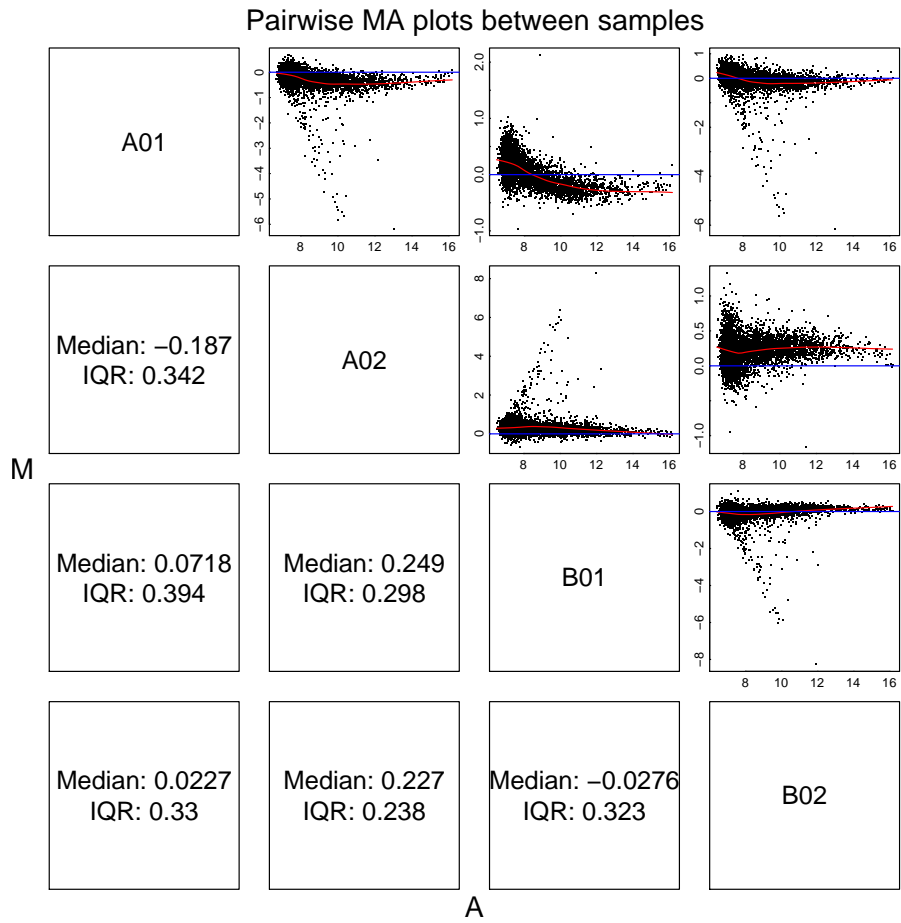 Pairwise MA plots between samples
A01
0
−1
−2
−3
−4
−5
−6
8 10 12 14 16
2.0
1.0
0.0
−1.0
8 10 12 14 16
0
−2
−4
−6
8 10 12 14 16
Median: −0.187
IQR: 0.342
A02
8
6
4
2
0
8 10 12 14 16
1.0
0.5
0.0
−1.0
8 10 12 14 16
M
Median: 0.0718
IQR: 0.394
Median: 0.249
IQR: 0.298
B01
0
−2
−4
−6
−8
8 10 12 14 16
Median: 0.0227
IQR: 0.33
Median: 0.227
IQR: 0.238
Median: −0.0276
IQR: 0.323
B02
A